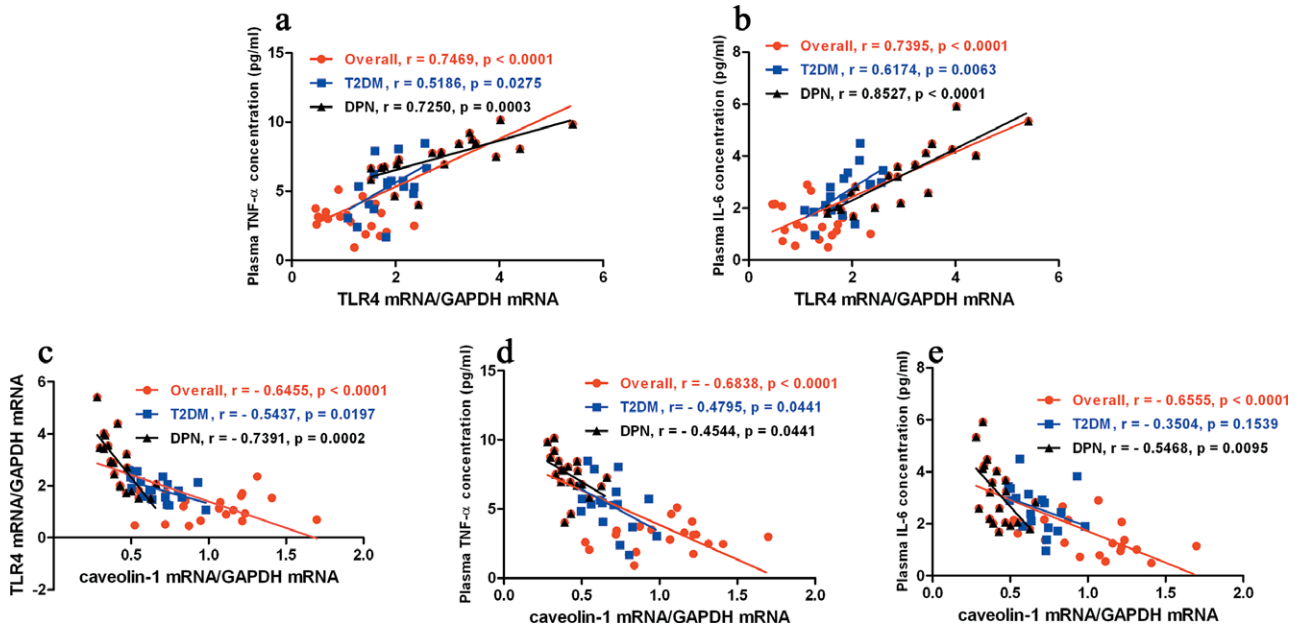 a
Plasma TNF-α concentration (pg/ml)
15
10
5
0
0
2
4
6
Overall, r = 0.7469, p < 0.0001
T2DM, r = 0.5186, p = 0.0275
DPN, r = 0.7250, p = 0.0003
TLR4 mRNA/GAPDH mRNA
b
Plasma IL-6 concentration (pg/ml)
8
6
4
2
0
0
2
4
6
Overall, r = 0.7395, p < 0.0001
T2DM, r = 0.6174, p = 0.0063
DPN, r = 0.8527, p < 0.0001
TLR4 mRNA/GAPDH mRNA
c
TLR4 mRNA/GAPDH mRNA
6
4
2
0
-2
0.5
1.0
1.5
2.0
Overall, r = - 0.6455, p < 0.0001
T2DM, r = - 0.5437, p = 0.0197
DPN, r = - 0.7391, p = 0.0002
caveolin-1 mRNA/GAPDH mRNA
d
Plasma TNF-α concentration (pg/ml)
15
10
5
0
0.0
0.5
1.0
1.5
2.0
Overall, r = - 0.6838, p < 0.0001
T2DM, r= - 0.4795, p = 0.0441
DPN, r = - 0.4544, p = 0.0441
caveolin-1 mRNA/GAPDH mRNA
e
Plasma IL-6 concentration (pg/ml)
8
6
4
2
0
0.0
0.5
1.0
1.5
2.0
Overall, r = - 0.6555, p < 0.0001
T2DM, r = - 0.3504, p = 0.1539
DPN, r = - 0.5468, p = 0.0095
caveolin-1 mRNA/GAPDH mRNA